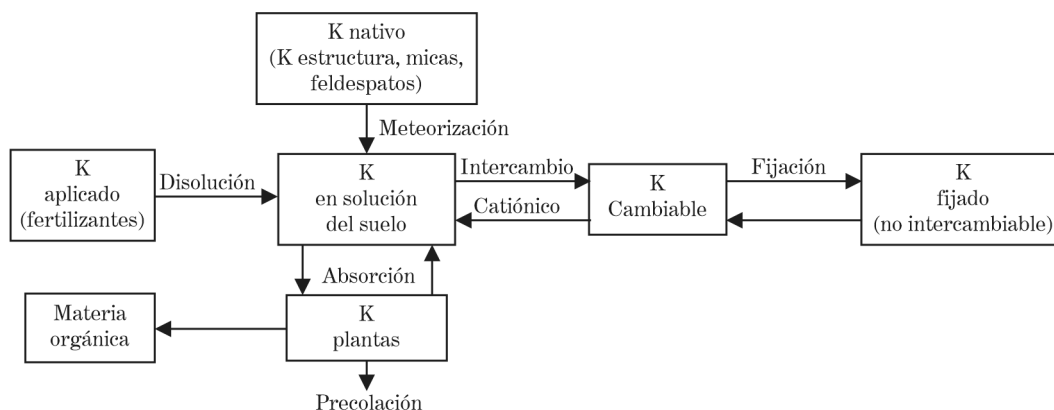 K nativo
(K estructura, micas,
feldespatos)
Meteorización
K
aplicado
(fertilizantes)
Disolución
K
en solución
del suelo
Intercambio
Catiónico
K
Cambiable
Fijación
K
fijado
(no intercambiable)
Absorción
Materia
orgánica
K
plantas
Precolación